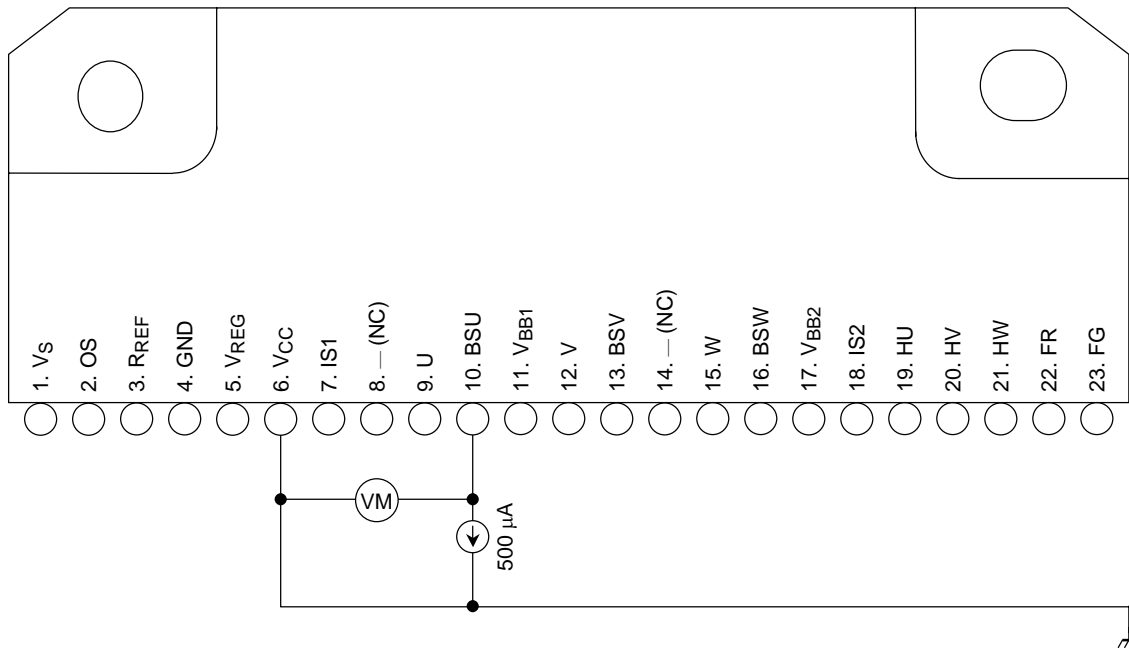 1. VS
2. OS
3. RREF
4. GND
5. VREG
6. VCC
7. IS1
8. — (NC)
9. U
10. BSU
11. VBB1
12. V
13. BSV
14. — (NC)
15. W
16. BSW
17. VBB2
18. IS2
19. HU
20. HV
21. HW
22. FR
23. FG
VM
500 μA